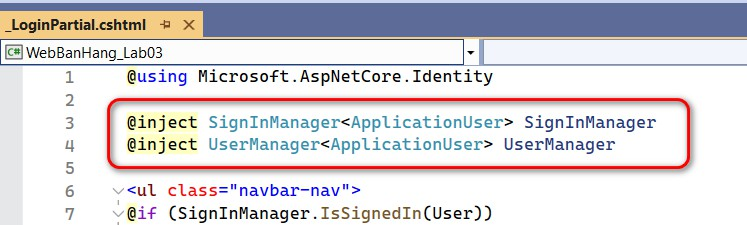 _LoginPartial.cshtml
C# WebBanHang_Lab03
1 @using Microsoft.AspNetCore.Identity
2
3 @inject SignInManager<ApplicationUser> SignInManager
4 @inject UserManager<ApplicationUser> UserManager
5
6 <ul class="navbar-nav">
7 @if (SignInManager.IsSignedIn(User))